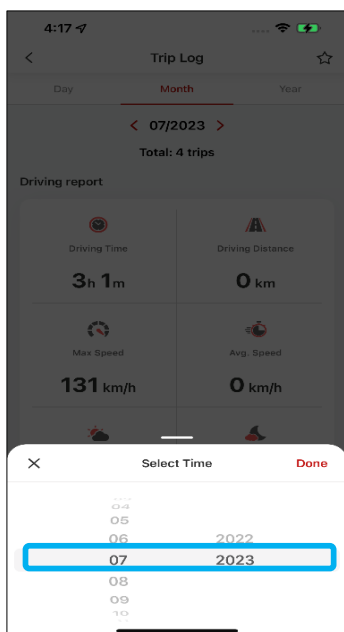 4:17
Trip Log
Day Month Year
< 07/2023 >
Total: 4 trips
Driving report
Driving Time Driving Distance
3h 1m 0 km
Max Speed Avg. Speed
131 km/h 0 km/h
Select Time Done
04
05
06 2022
07 2023
08
09
10